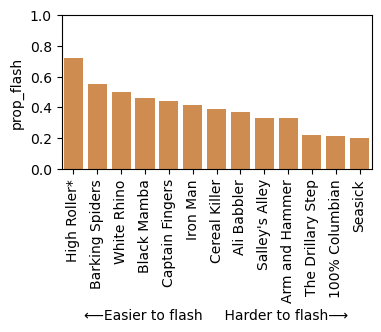 prop_flash
1.0
0.8
0.6
0.4
0.2
0.0
High Roller*
Barking Spiders
White Rhino
Black Mamba
Captain Fingers
Iron Man
Cereal Killer
Ali Babbler
Salley's Alley
Arm and Hammer
The Drillary Step
100% Columbian
Seasick
⟵Easier to flash Harder to flash⟶